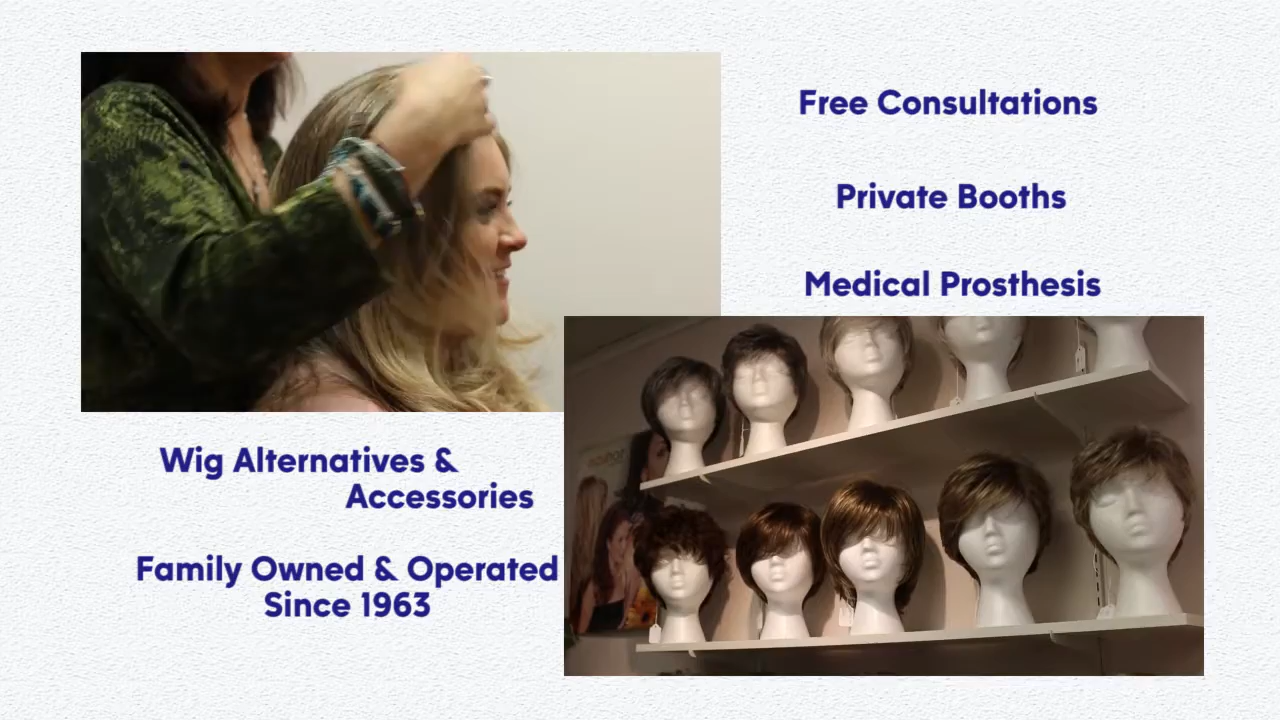 Free Consultations
Private Booths
Medical Prosthesis
Wig Alternatives &
Accessories
Family Owned & Operated
Since 1963